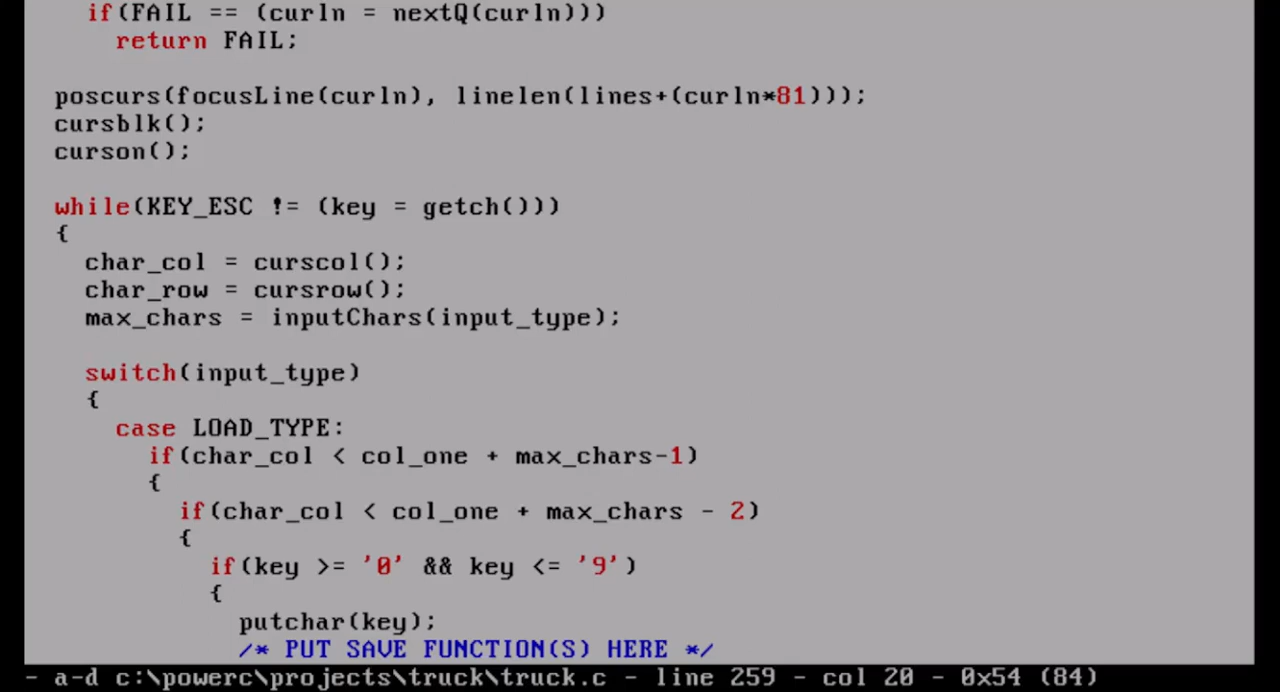 if(FAIL == (curln = nextQ(curln)))
return FAIL;
poscurs(focusLine(curln), linelen(lines+(curln*81)));
cursblk();
curson();
while(KEY_ESC != (key = getch()))
{
char_col = curscol();
char_row = cursrow();
max_chars = inputChars(input_type);
switch(input_type)
{
case LOAD_TYPE:
if(char_col < col_one + max_chars-1)
{
if(char_col < col_one + max_chars - 2)
{
if(key >= '0' && key <= '9')
{
putchar(key);
/* PUT SAVE FUNCTION(S) HERE */
- a-d c:\powerc\projects\truck\truck.c - line 259 - col 20 - 0x54 (84)